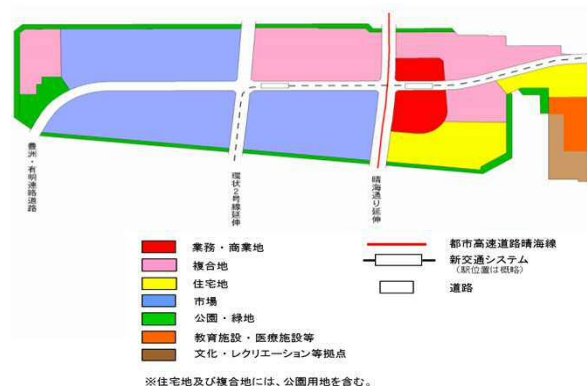 豊洲・有明連絡道路
環状2号線延伸
晴海通り延伸
業務・商業地
複合地
住宅地
市場
公園・緑地
教育施設・医療施設等
文化・レクリエーション等拠点
都市高速道路晴海線
新交通システム
(駅位置は概略)
道路
※住宅地及び複合地には、公園用地を含む。